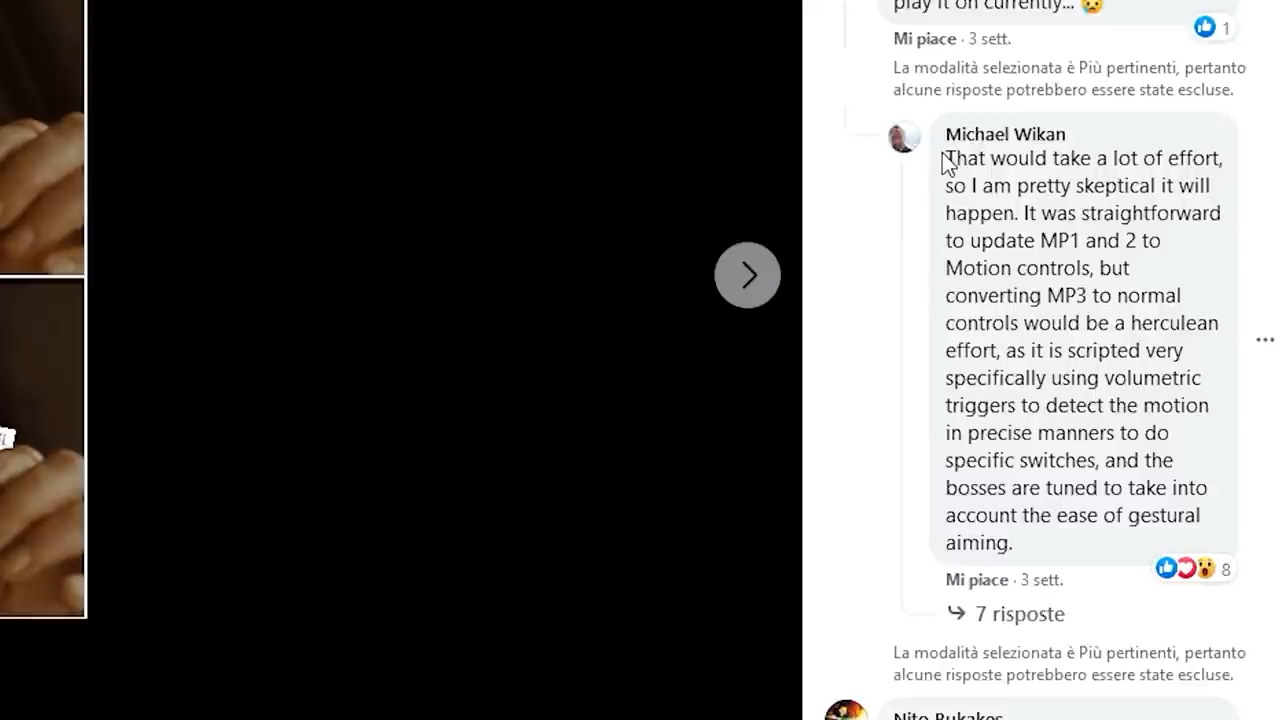 play it on currently... 😢
1
Mi piace · 3 sett.
La modalità selezionata è Più pertinenti, pertanto
alcune risposte potrebbero essere state escluse.
Michael Wikan
That would take a lot of effort,
so I am pretty skeptical it will
happen. It was straightforward
to update MP1 and 2 to
Motion controls, but
converting MP3 to normal
controls would be a herculean
effort, as it is scripted very
specifically using volumetric
triggers to detect the motion
in precise manners to do
specific switches, and the
bosses are tuned to take into
account the ease of gestural
aiming.
8
Mi piace · 3 sett.
7 risposte
La modalità selezionata è Più pertinenti, pertanto
alcune risposte potrebbero essere state escluse.
Nito Bukakes